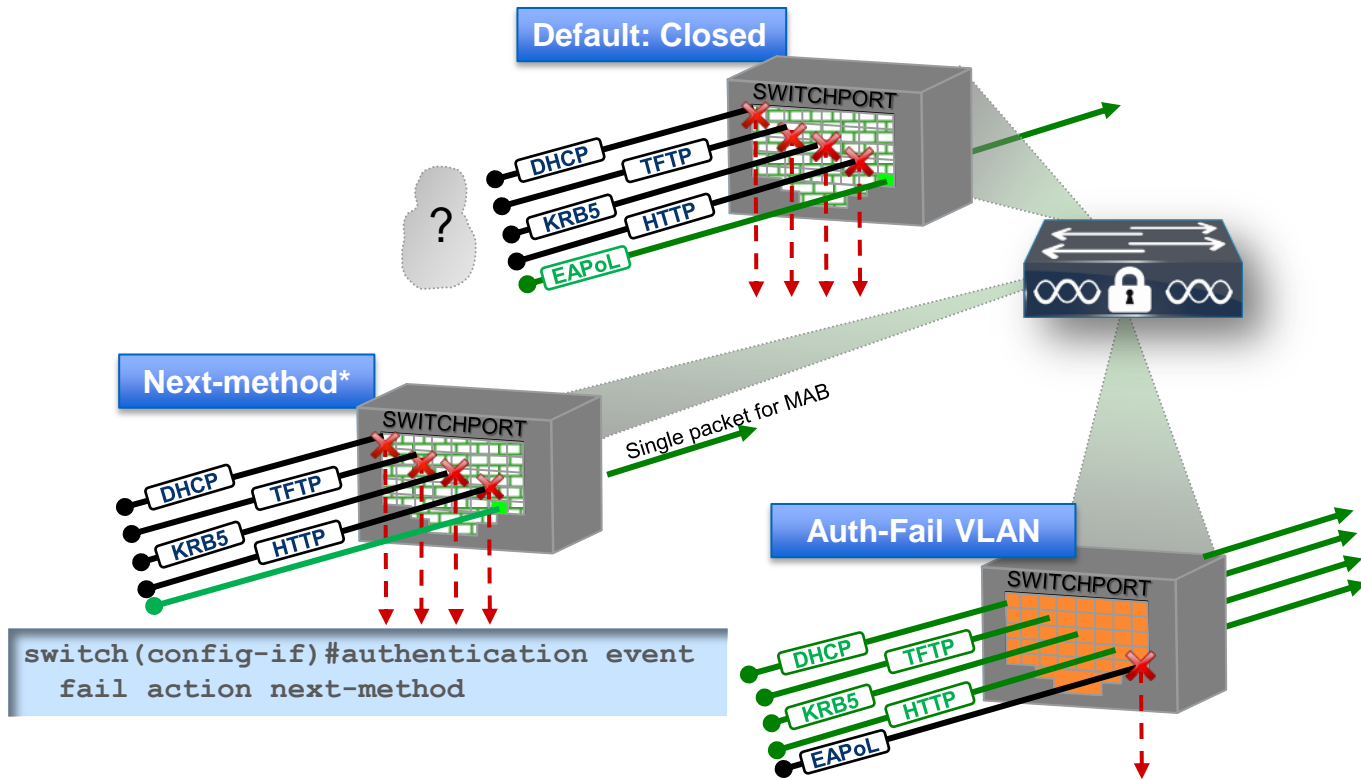 Default: Closed
SWITCHPORT
DHCP
TFTP
KRB5
HTTP
EAPoL
?
Next-method*
SWITCHPORT
Single packet for MAB
DHCP
TFTP
KRB5
HTTP
switch(config-if)#authentication event
fail action next-method
Auth-Fail VLAN
SWITCHPORT
DHCP
TFTP
KRB5
HTTP
EAPoL